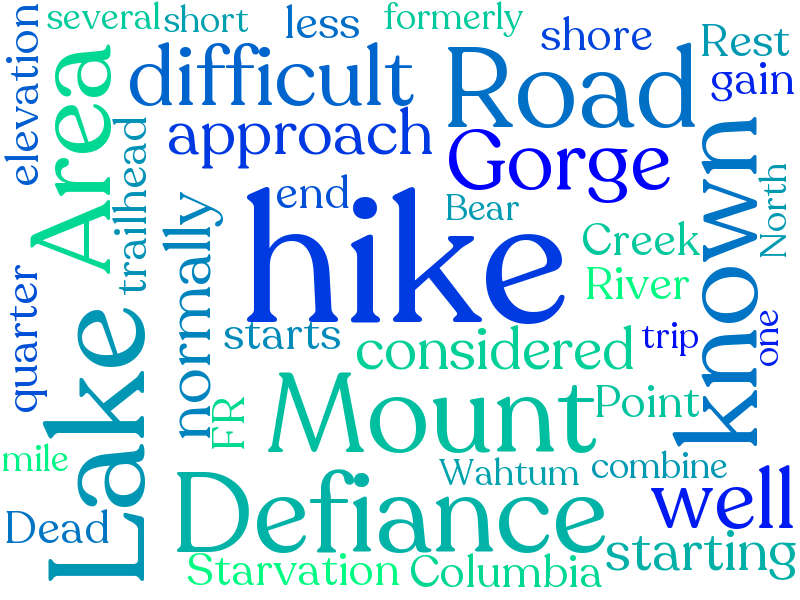 several
short
less
formerly
shore
Rest
elevation
Area
difficult
Road
gain
approach
Gorge
trailhead
known
end
Bear
North
normally
hike
Creek
River
quarter
Lake
starts
considered
trip
one
FR
Mount
Point
mile
Wahtum
combine
Dead
Defiance
well
Starvation
Columbia
starting